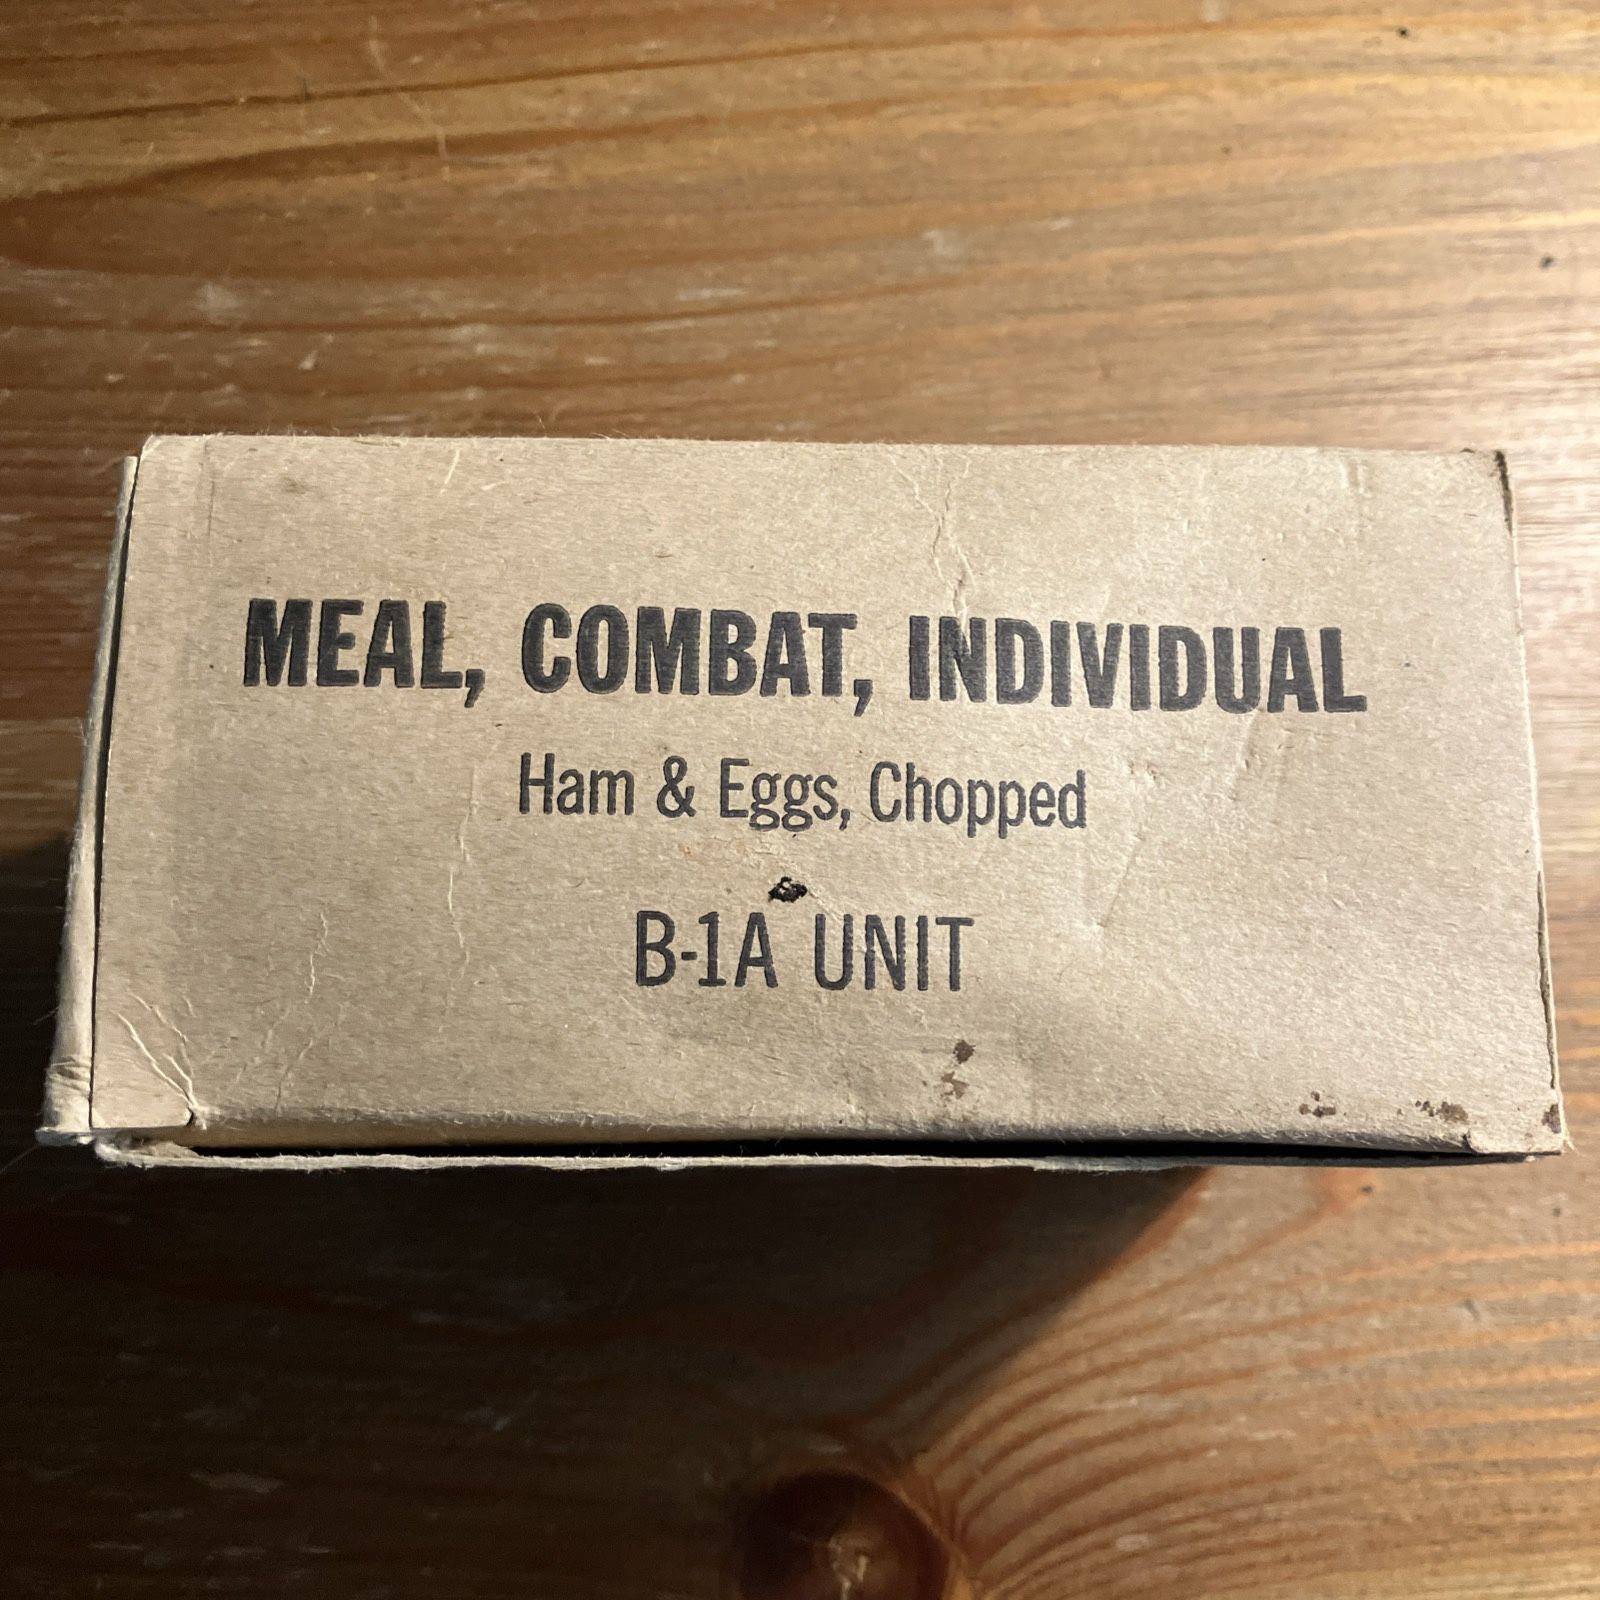 MEAL, COMBAT, INDIVIDUAL
Ham & Eggs, Chopped
B-1A UNIT